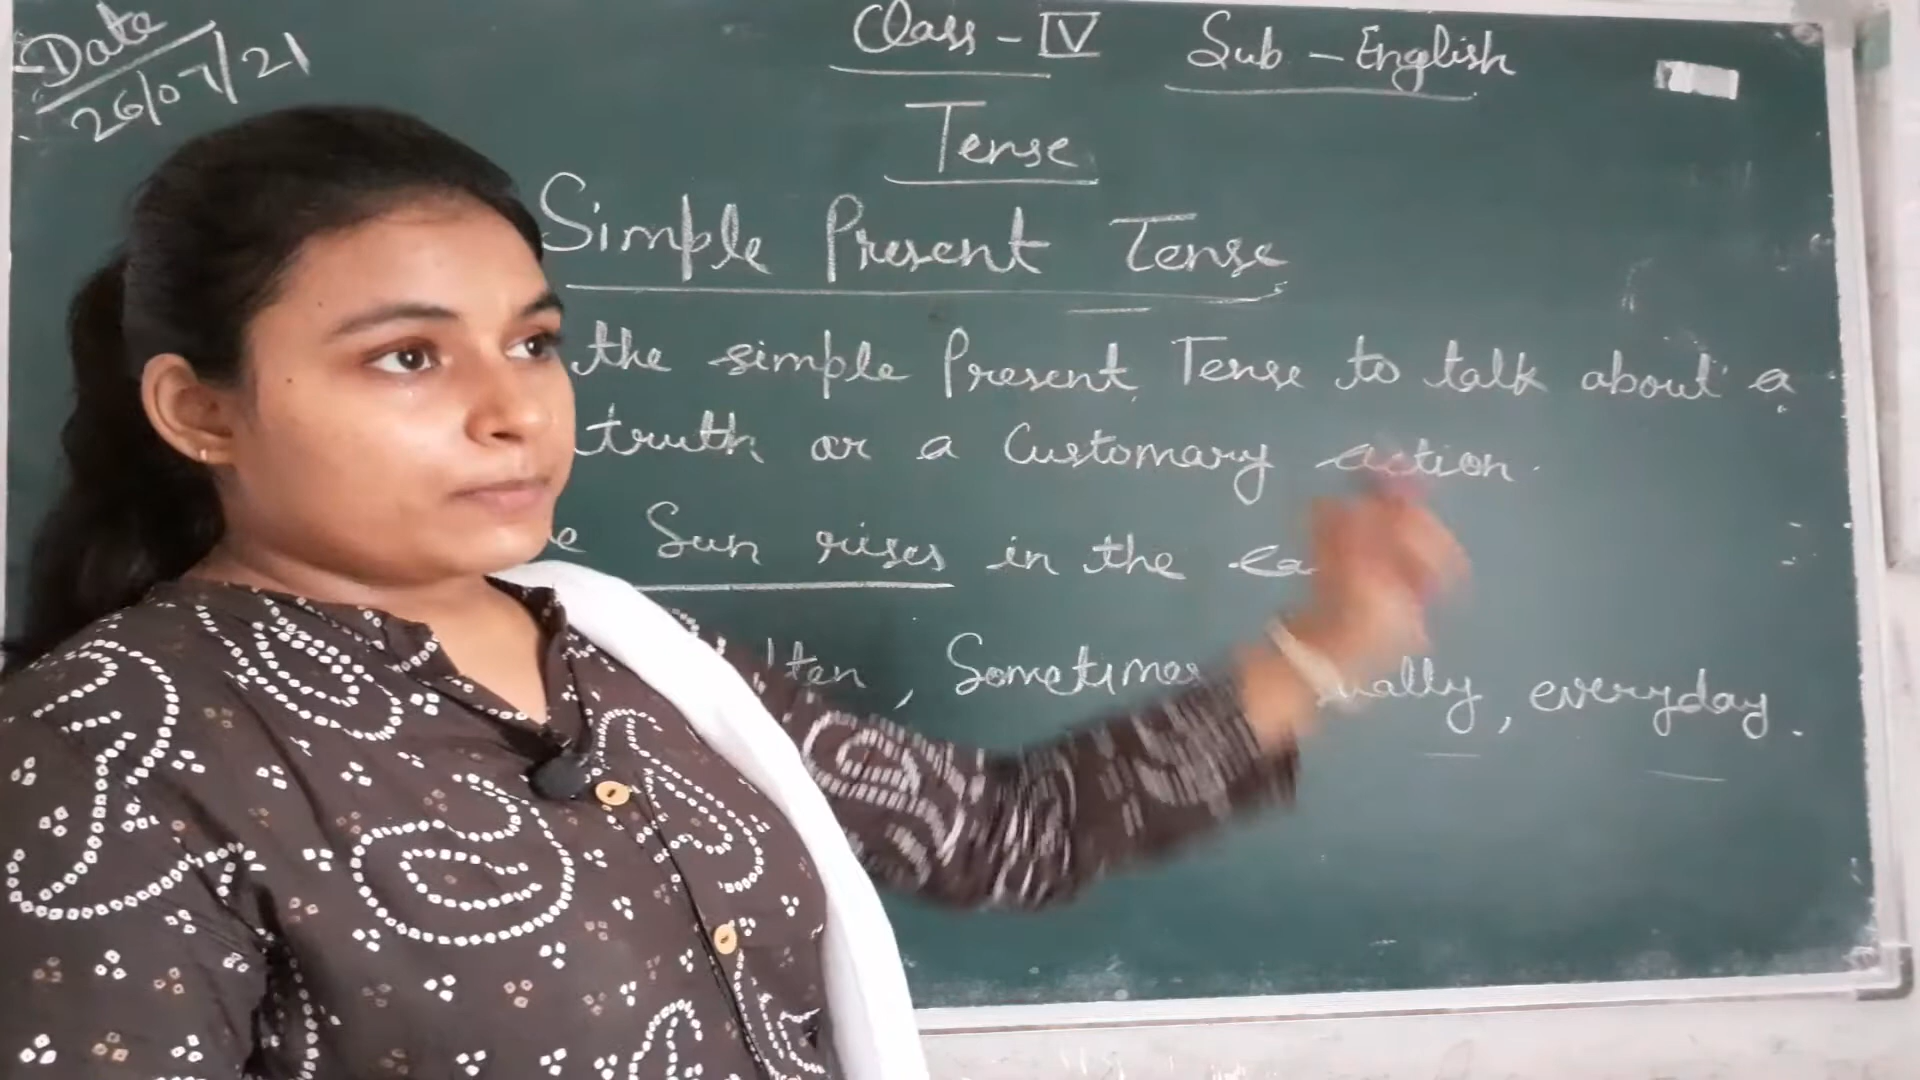 Date
26/07/21
Class - IV Sub - English
Tense
Simple Present Tense
the simple Present Tense to talk about a
truth or a Customary action.
Sun rises in the
, Sometimes , everyday.